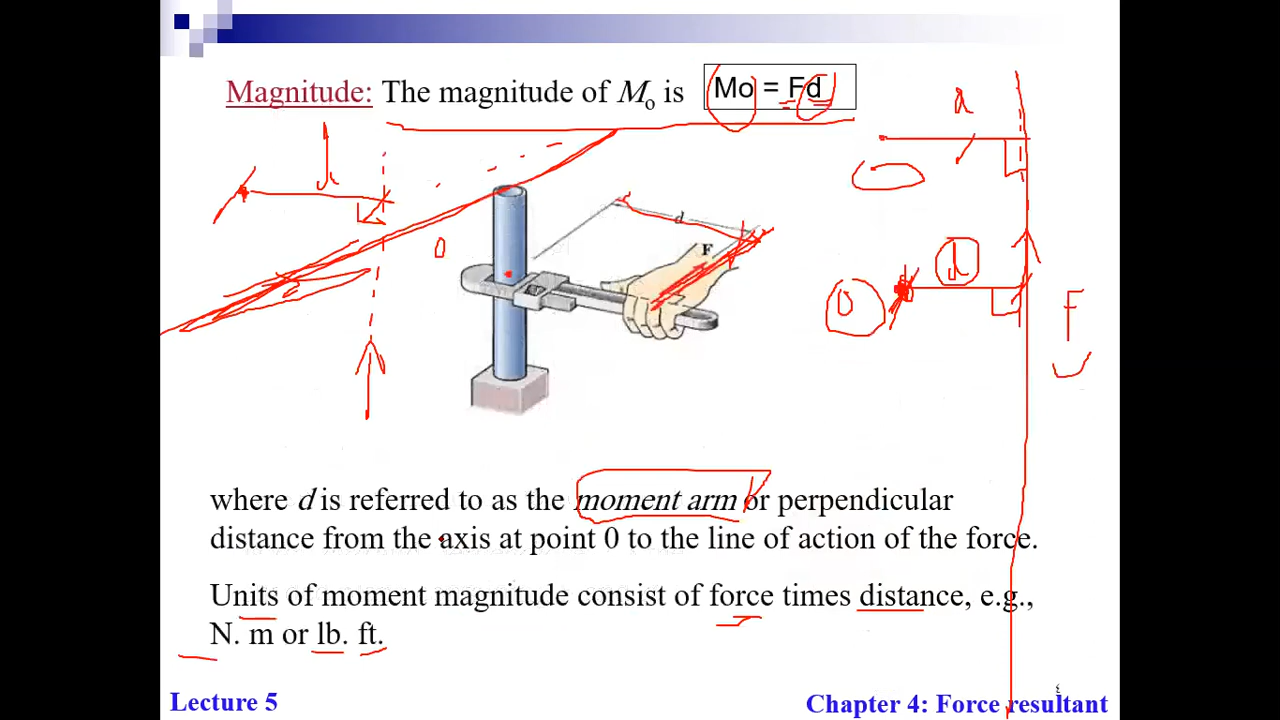 Magnitude: The magnitude of Mo is Mo = Fd
d
d
O
d
F
d
O
F
where d is referred to as the moment arm or perpendicular
distance from the axis at point 0 to the line of action of the force.
Units of moment magnitude consist of force times distance, e.g.,
N. m or lb. ft.
٤
Lecture 5
Chapter 4: Force resultant